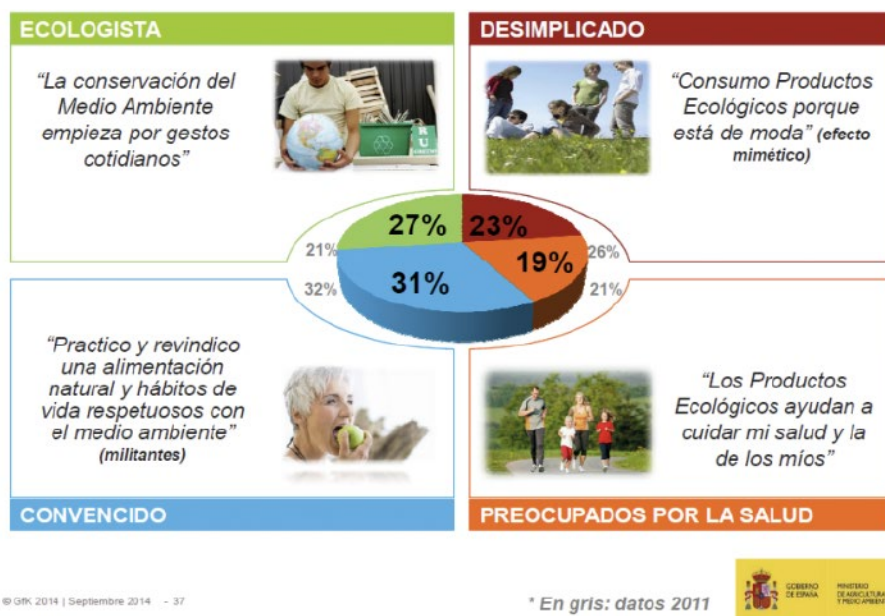 ECOLOGISTA
“La conservación del
Medio Ambiente
empieza por gestos
cotidianos”
DESIMPLICADO
“Consumo Productos
Ecológicos porque
está de moda” (efecto
mimético)
27%
23%
21%
26%
19%
31%
32%
21%
“Practico y revindico
una alimentación
natural y hábitos de
vida respetuosos con
el medio ambiente”
(militantes)
CONVENCIDO
“Los Productos
Ecológicos ayudan a
cuidar mi salud y la
de los míos”
PREOCUPADOS POR LA SALUD
© GfK 2014 | Septiembre 2014 - 37
* En gris: datos 2011
GOBIERNO
DE ESPAÑA
MINISTERIO
DE AGRICULTURA
Y MEDIO AMBIENTE